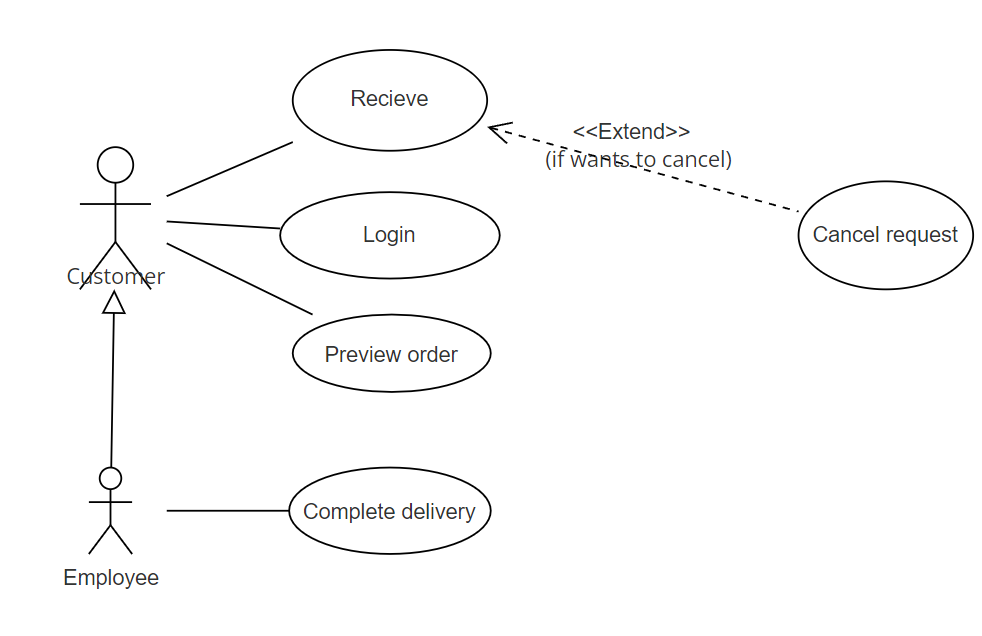 Recieve
<<Extend>>
(if wants to cancel)
Login
Cancel request
Customer
Preview order
Complete delivery
Employee